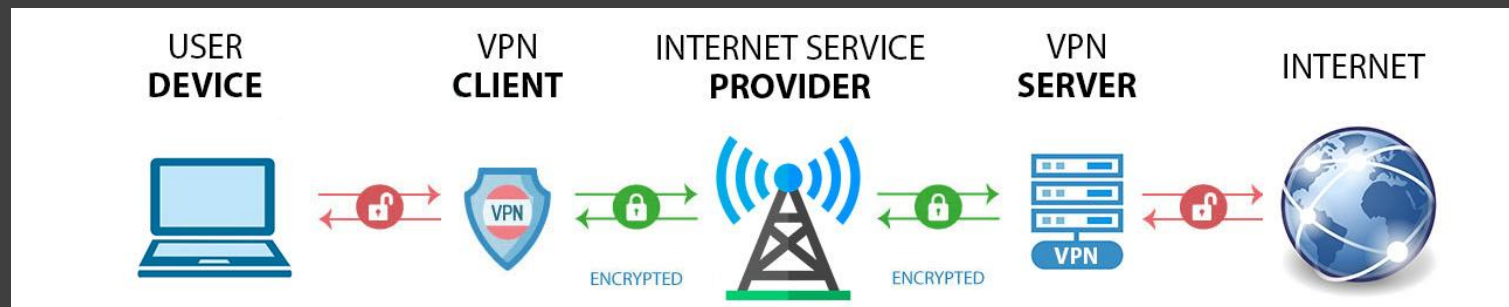 USER
DEVICE
VPN
CLIENT
INTERNET SERVICE
PROVIDER
VPN
SERVER
INTERNET
VPN
ENCRYPTED
ENCRYPTED
VPN